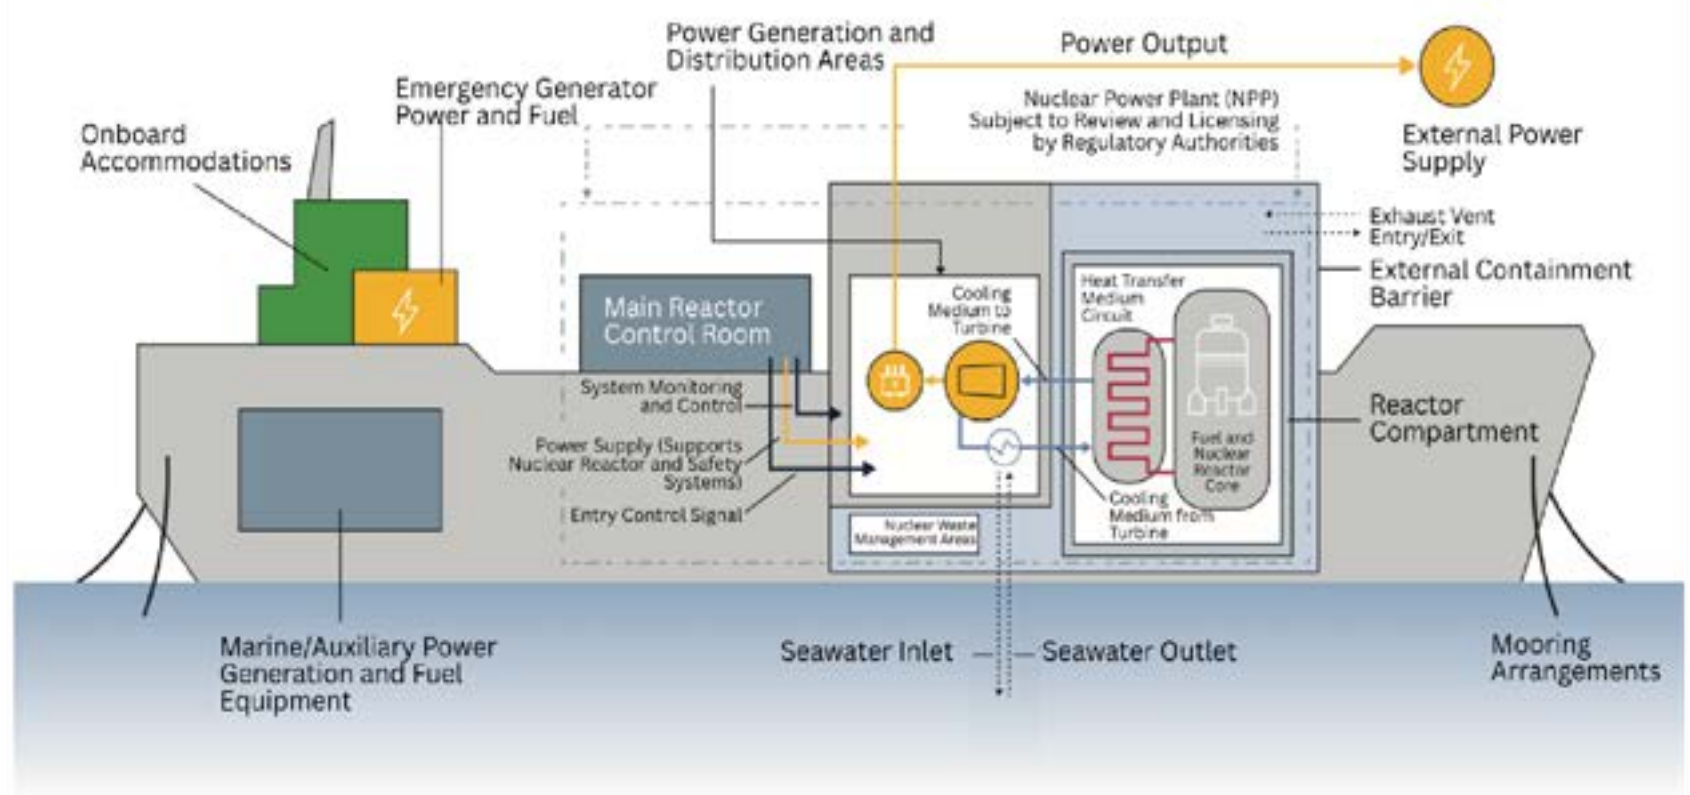 Power Generation and
Distribution Areas
Power Output
Emergency Generator
Power and Fuel
Nuclear Power Plant (NPP)
Subject to Review and Licensing
by Regulatory Authorities
Onboard
Accommodations
External Power
Supply
Exhaust Vent
Entry/Exit
External Containment
Barrier
Main Reactor
Control Room
Cooling
Medium to
Turbine
Heat Transfer
Medium
Circuit
System Monitoring
and Control
Power Supply (Supports
Nuclear Reactor and Safety
Systems)
Entry Control Signal
Fuel and
Nuclear
Reactor
Core
Reactor
Compartment
Cooling
Medium from
Turbine
Nuclear Waste
Management Areas
Marine/Auxiliary Power
Generation and Fuel
Equipment
Seawater Inlet
Seawater Outlet
Mooring
Arrangements